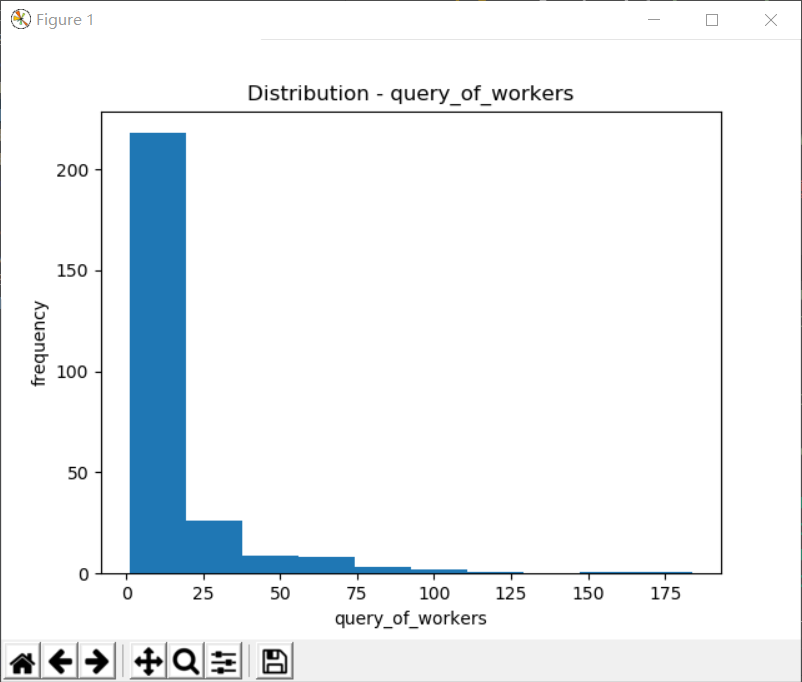 Figure 1
Distribution - query_of_workers
frequency
200
150
100
50
0
0 25 50 75 100 125 150 175
query_of_workers